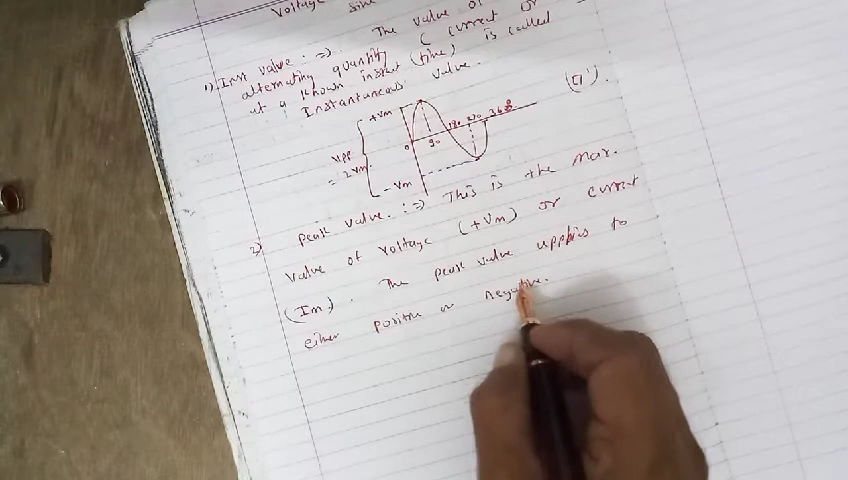 Voltage sine
The value of
1) Inst value :=> alternating quantity ( current or
at a known instant (time) is called
Instantaneous value.
(a').
+Vm
Vpp = 2Vm
-Vm
0 90 180 270 360
2) Peak value. :=> This is the max.
value of voltage (+Vm) or current
(Im). The peak value applies to
either positive or negative.